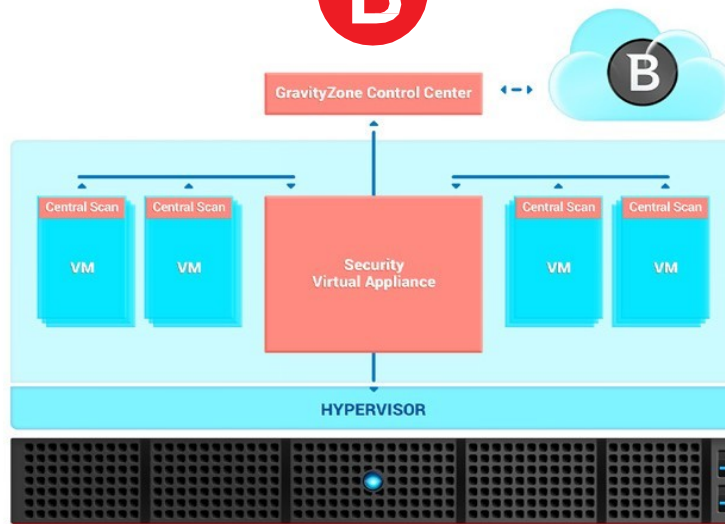 B
B
GravityZone Control Center
Central Scan
Central Scan
Central Scan
Central Scan
VM
VM
Security
Virtual Appliance
VM
VM
HYPERVISOR